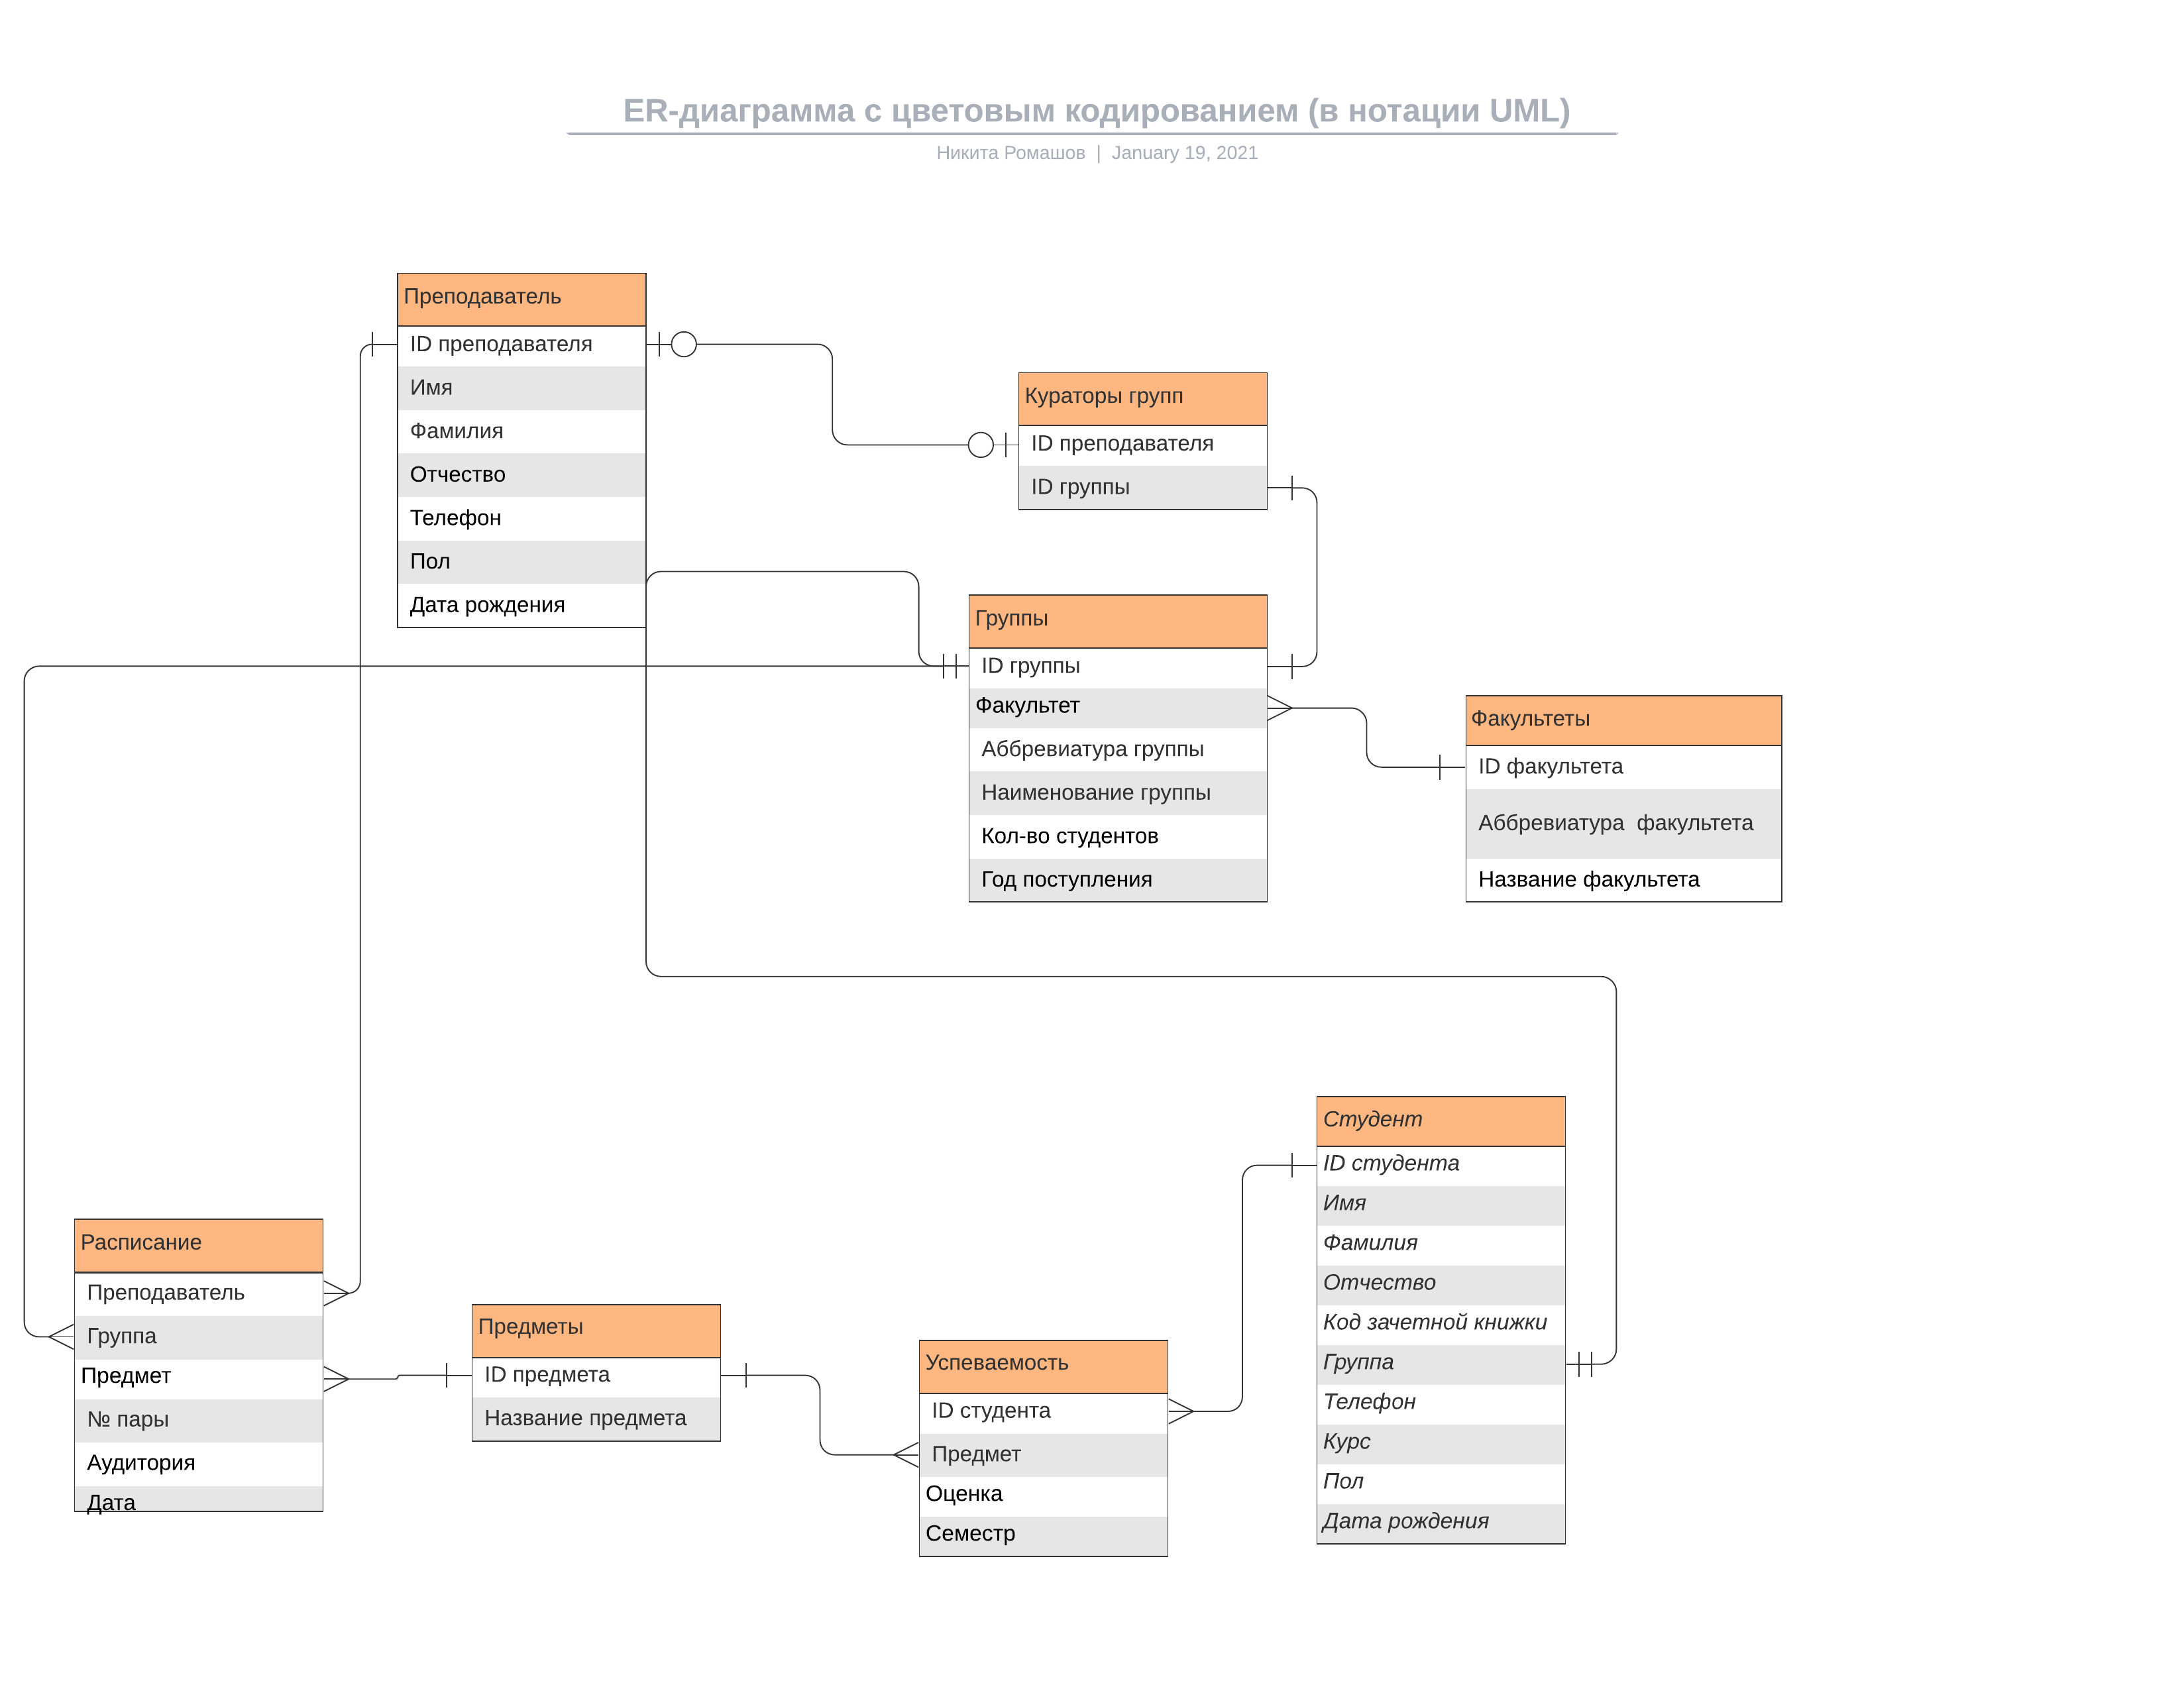 ER-диаграмма с цветовым кодированием (в нотации UML)
Никита Ромашов | January 19, 2021
Преподаватель
ID преподавателя
Имя
Фамилия
Отчество
Телефон
Пол
Дата рождения
Кураторы групп
ID преподавателя
ID группы
Группы
ID группы
Факультет
Аббревиатура группы
Наименование группы
Кол-во студентов
Год поступления
Факультеты
ID факультета
Аббревиатура факультета
Название факультета
Студент
ID студента
Имя
Фамилия
Отчество
Код зачетной книжки
Группа
Телефон
Курс
Пол
Дата рождения
Расписание
Преподаватель
Группа
Предмет
№ пары
Аудитория
Дата
Предметы
ID предмета
Название предмета
Успеваемость
ID студента
Предмет
Оценка
Семестр